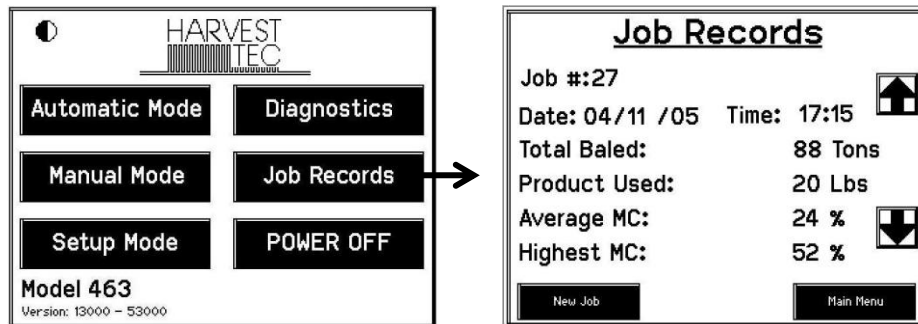 HARVEST
TEC
Automatic Mode
Diagnostics
Manual Mode
Job Records
Setup Mode
POWER OFF
Model 463
Version: 13000 - 53000
Job Records
Job #:27
Date: 04/11 /05 Time: 17:15
Total Baled: 88 Tons
Product Used: 20 Lbs
Average MC: 24 %
Highest MC: 52 %
New Job
Main Menu